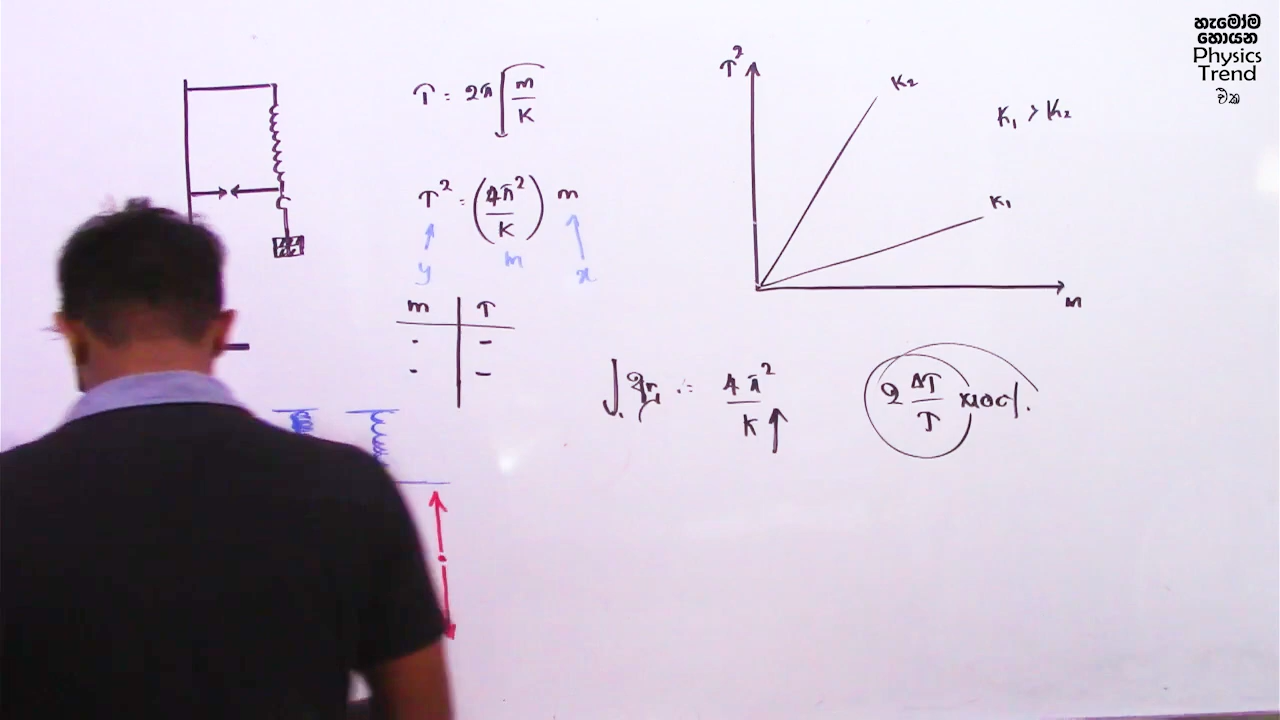 හැමෝම
හොයන
Physics
Trend
එක
T = 2π√(m/K)
T² = (4π²/K) m
y m x
m T
- -
- -
T²
K₂
K₁ > K₂
K₁
m
4π²/K ↑
2 ΔT/T × 100%